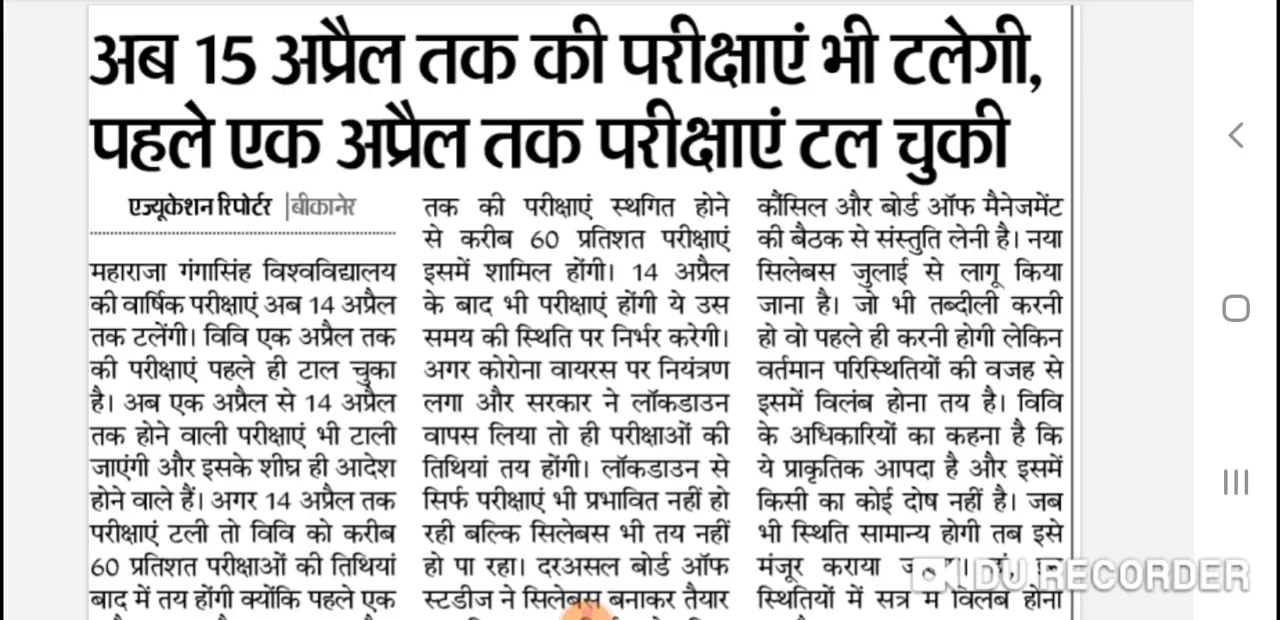 अब 15 अप्रैल तक की परीक्षाएं भी टलेगी,
पहले एक अप्रैल तक परीक्षाएं टल चुकी
एज्यूकेशन रिपोर्टर | बीकानेर
महाराजा गंगासिंह विश्वविद्यालय
की वार्षिक परीक्षाएं अब 14 अप्रैल
तक टलेंगी। विवि एक अप्रैल तक
की परीक्षाएं पहले ही टाल चुका
है। अब एक अप्रैल से 14 अप्रैल
तक होने वाली परीक्षाएं भी टाली
जाएंगी और इसके शीघ्र ही आदेश
होने वाले हैं। अगर 14 अप्रैल तक
परीक्षाएं टली तो विवि को करीब
60 प्रतिशत परीक्षाओं की तिथियां
बाद में तय होंगी क्योंकि पहले एक
तक की परीक्षाएं स्थगित होने
से करीब 60 प्रतिशत परीक्षाएं
इसमें शामिल होंगी। 14 अप्रैल
के बाद भी परीक्षाएं होंगी ये उस
समय की स्थिति पर निर्भर करेगी।
अगर कोरोना वायरस पर नियंत्रण
लगा और सरकार ने लॉकडाउन
वापस लिया तो ही परीक्षाओं की
तिथियां तय होंगी। लॉकडाउन से
सिर्फ परीक्षाएं भी प्रभावित नहीं हो
रही बल्कि सिलेबस भी तय नहीं
हो पा रहा। दरअसल बोर्ड ऑफ
स्टडीज ने सिलेबस बनाकर तैयार
कौंसिल और बोर्ड ऑफ मैनेजमेंट
की बैठक से संस्तुति लेनी है। नया
सिलेबस जुलाई से लागू किया
जाना है। जो भी तब्दीली करनी
हो वो पहले ही करनी होगी लेकिन
वर्तमान परिस्थितियों की वजह से
इसमें विलंब होना तय है। विवि
के अधिकारियों का कहना है कि
ये प्राकृतिक आपदा है और इसमें
किसी का कोई दोष नहीं है। जब
भी स्थिति सामान्य होगी तब इसे
मंजूर कराया
स्थितियों में सत्र में विलंब होना
DU RECORDER